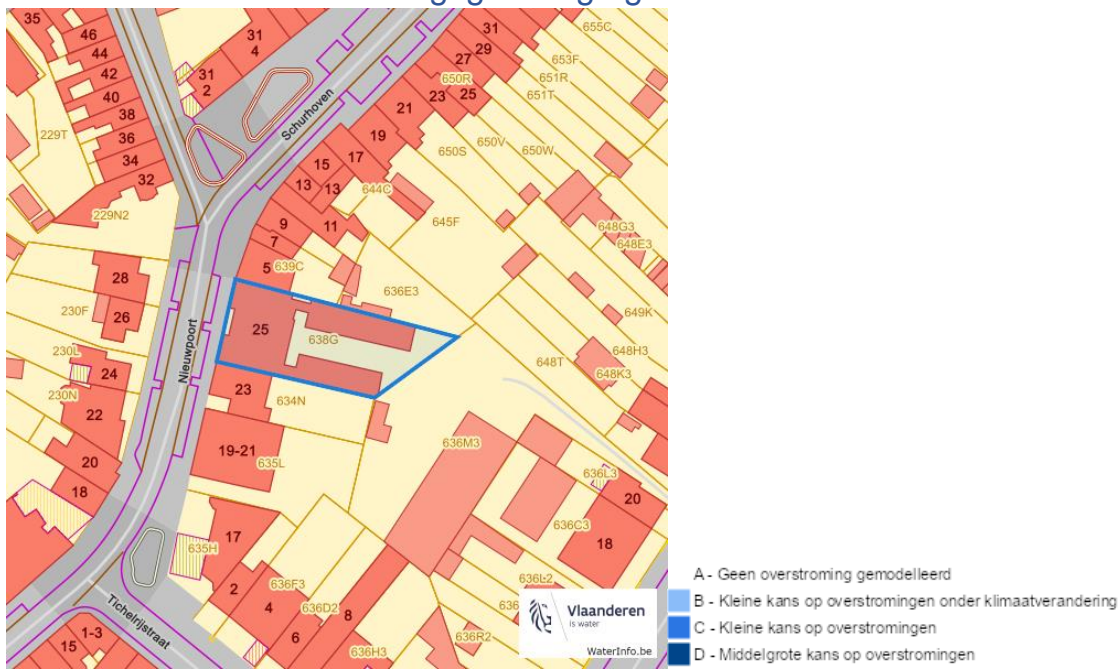 35
46
44
42
40
38
36
34
32
229T
229N2
31
4
31
2
Schurhoven
31
29
27
650R
23
25
21
19
17
15
13
13
11
9
7
5
639C
644C
645F
650S
650V
650W
655C
653F
651R
651T
648G3
648E3
649K
648H3
648K3
648T
636E3
28
26
230F
230L
24
230N
22
20
18
Nieuwpoort
25
638G
23
634N
19-21
635L
636M3
636L3
20
636C3
18
17
635H
2
636F3
4
636D2
6
8
636H3
636L2
636R2
Tichelrijstraat
1-3
15
Vlaanderen
is water
WaterInfo.be
A - Geen overstroming gemodelleerd
B - Kleine kans op overstromingen onder klimaatverandering
C - Kleine kans op overstromingen
D - Middelgrote kans op overstromingen